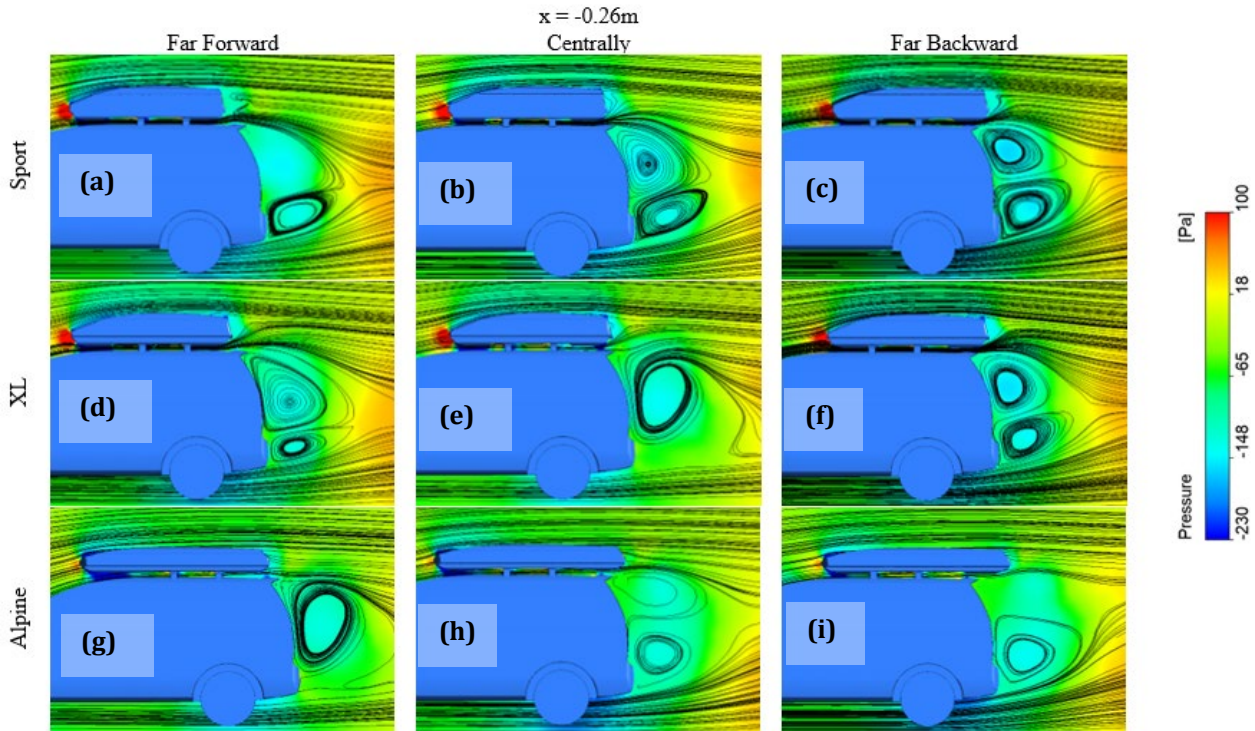 x = -0.26m
Far Forward
Centrally
Far Backward
Sport
(a)
(b)
(c)
XL
(d)
(e)
(f)
Alpine
(g)
(h)
(i)
Pressure
[Pa]
100
18
-65
-148
-230